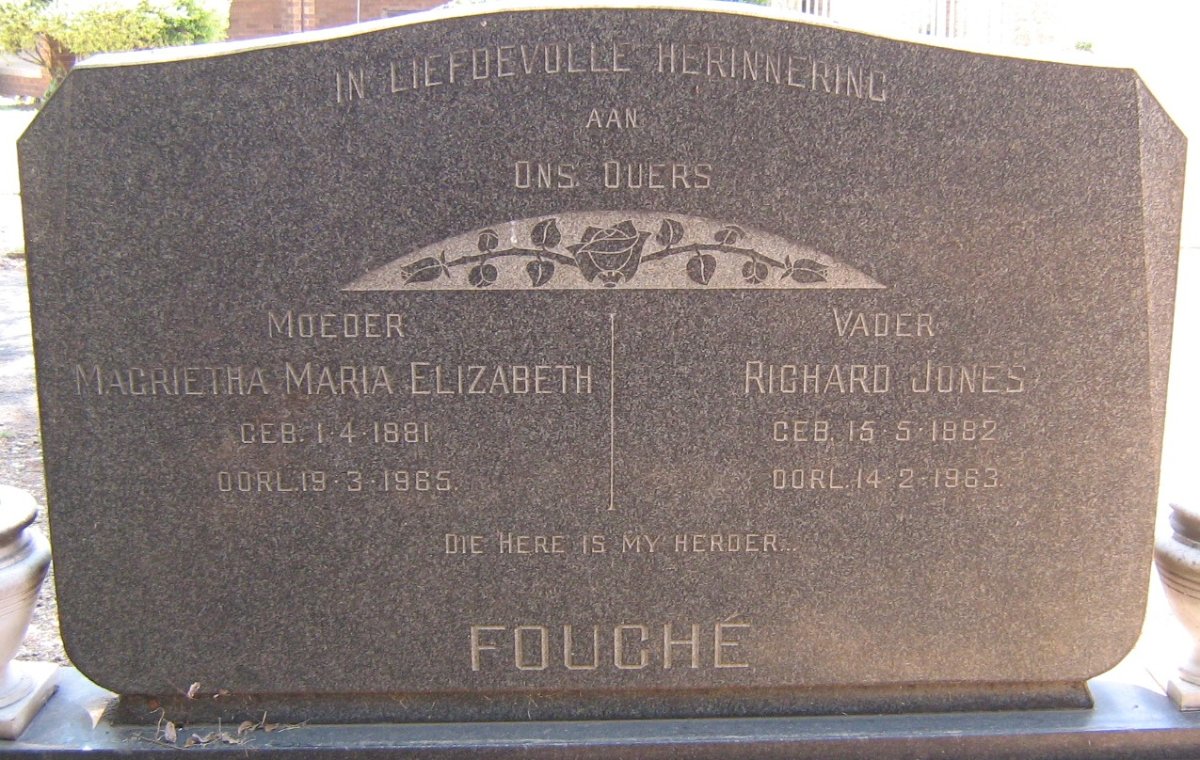 IN LIEFDEVOLLE HERINNERING
AAN
ONS OUERS
MOEDER
MAGRIETHA MARIA ELIZABETH
GEB. 1·4·1881
OORL. 19·3·1965.
VADER
RICHARD JONES
GEB. 15·5·1882
OORL. 14·2·1963.
DIE HERE IS MY HERDER...
FOUCHÉ